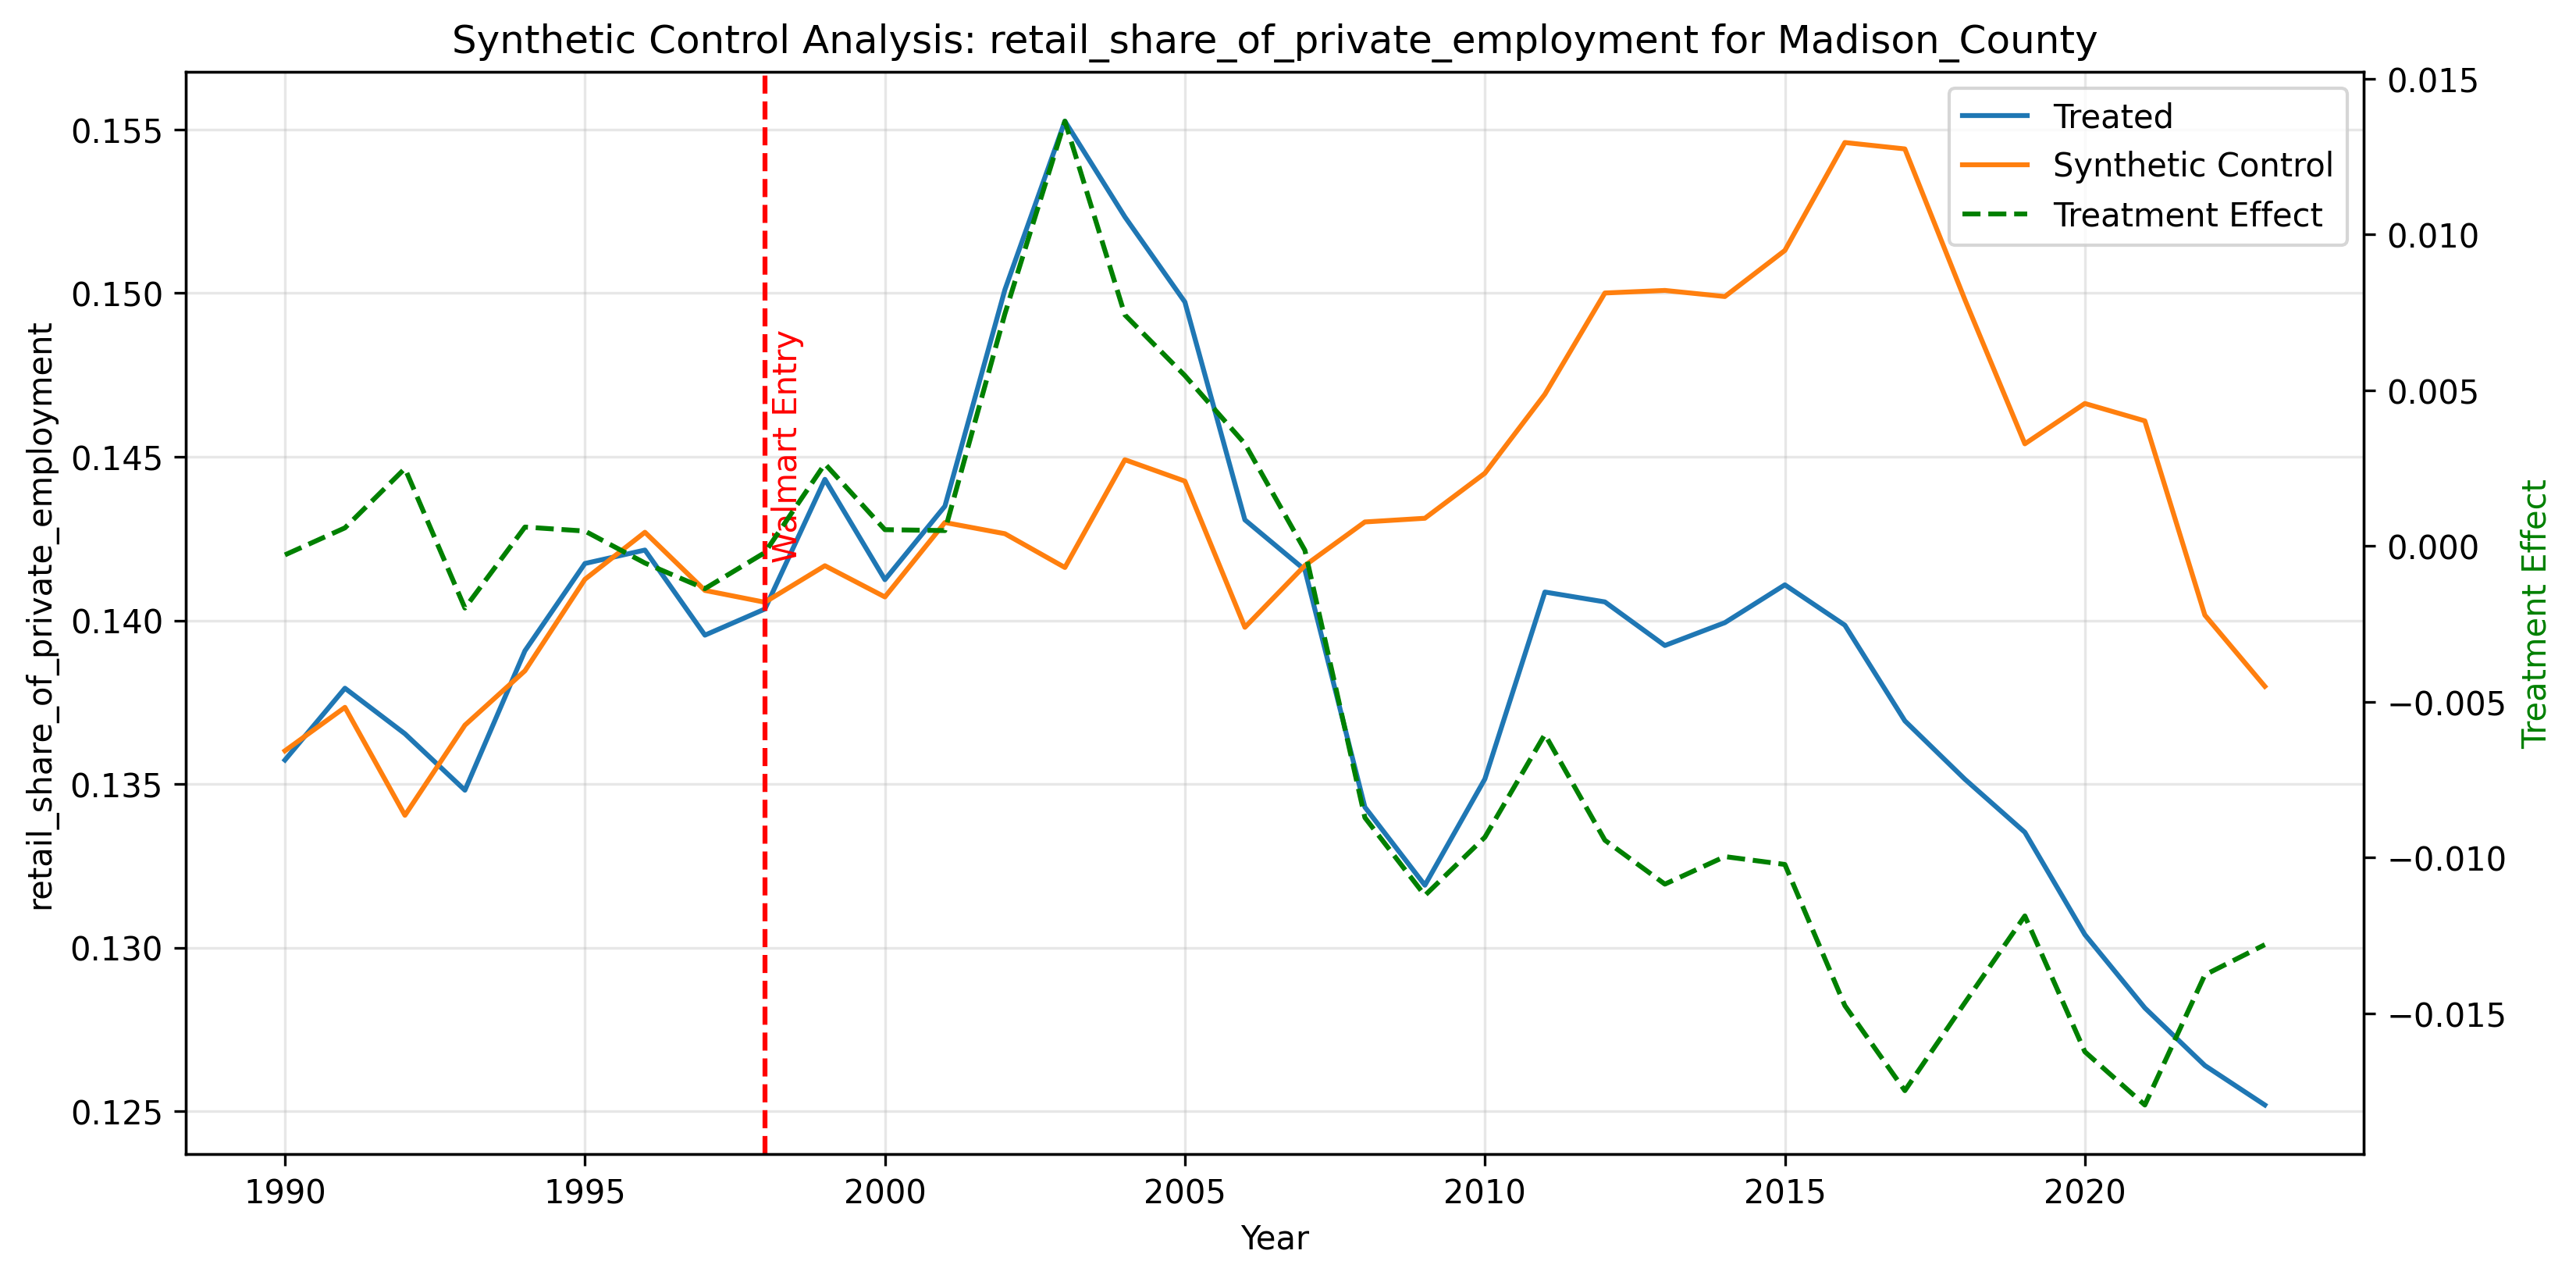 Synthetic Control Analysis: retail_share_of_private_employment for Madison_County
retail_share_of_private_employment
0.155
0.150
0.145
0.140
0.135
0.130
0.125
Walmart Entry
Treated
Synthetic Control
Treatment Effect
0.015
0.010
0.005
0.000
−0.005
−0.010
−0.015
Treatment Effect
1990
1995
2000
2005
2010
2015
2020
Year